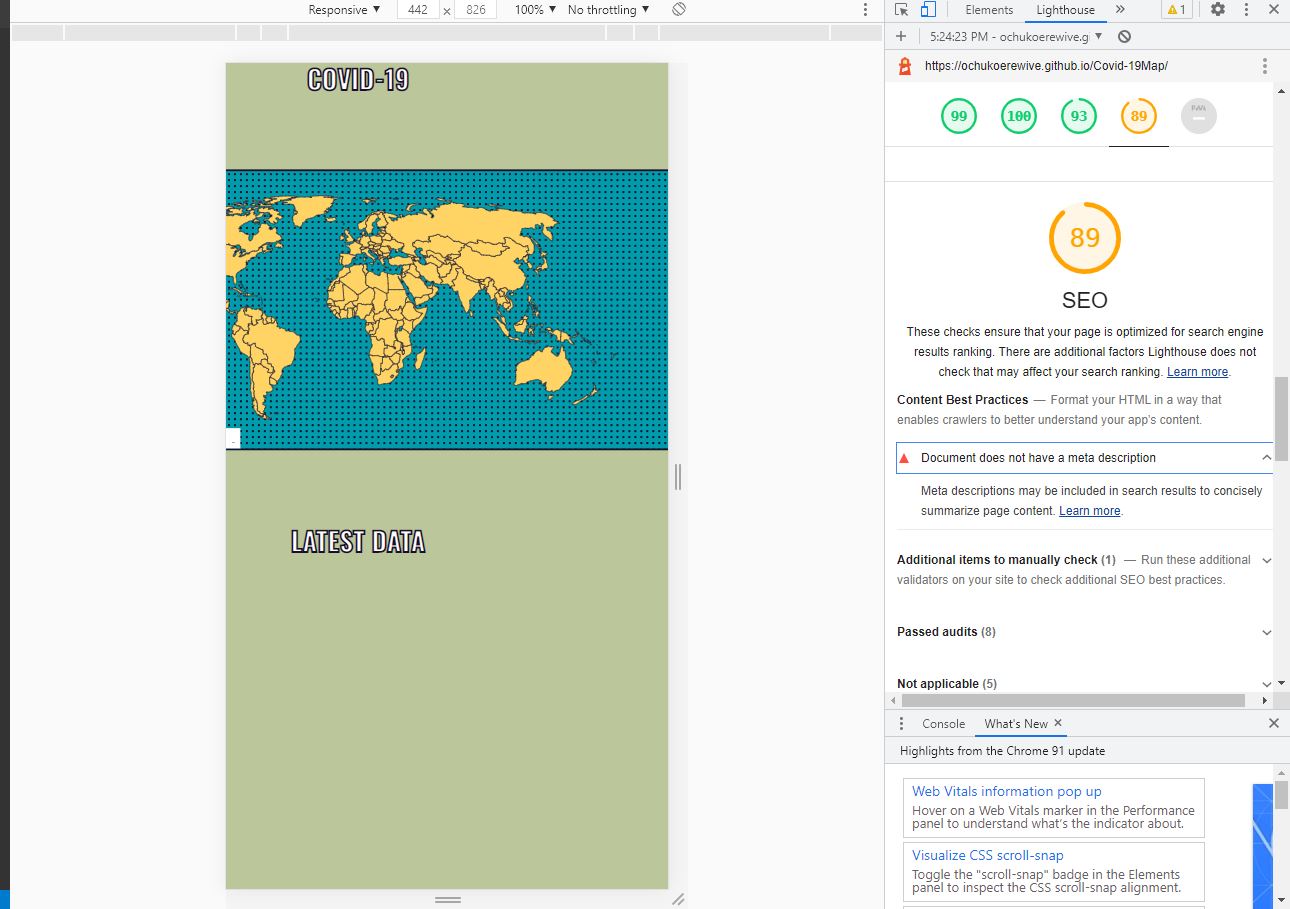 Responsive ▼ 442 × 826 100% ▼ No throttling ▼
Elements Lighthouse » 1
5:24:23 PM - ochukoerewive.gi ▼
https://ochukoerewive.github.io/Covid-19Map/
99 100 93 89 PWA
COVID-19
LATEST DATA
89
SEO
These checks ensure that your page is optimized for search engine
results ranking. There are additional factors Lighthouse does not
check that may affect your search ranking. Learn more.
Content Best Practices — Format your HTML in a way that
enables crawlers to better understand your app's content.
Document does not have a meta description
Meta descriptions may be included in search results to concisely
summarize page content. Learn more.
Additional items to manually check (1) — Run these additional
validators on your site to check additional SEO best practices.
Passed audits (8)
Not applicable (5)
Console What's New ×
Highlights from the Chrome 91 update
Web Vitals information pop up
Hover on a Web Vitals marker in the Performance
panel to understand what's the indicator about.
Visualize CSS scroll-snap
Toggle the "scroll-snap" badge in the Elements
panel to inspect the CSS scroll-snap alignment.